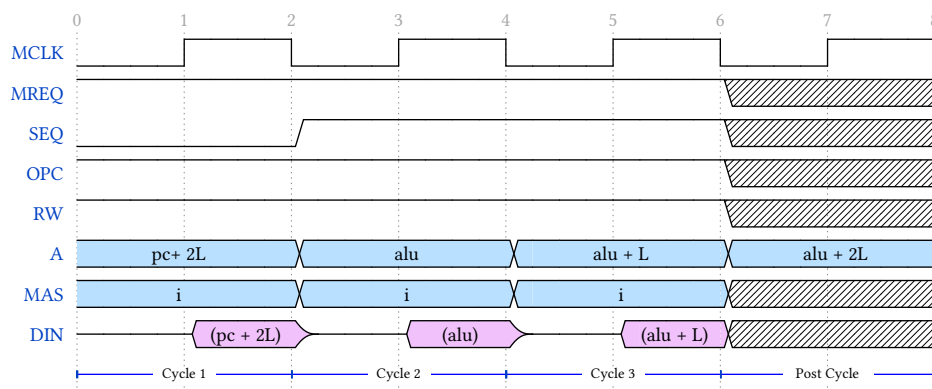 0 1 2 3 4 5 6 7 8
MCLK
MREQ
SEQ
OPC
RW
A pc+ 2L alu alu + L alu + 2L
MAS i i i
DIN (pc + 2L) (alu) (alu + L)
Cycle 1 Cycle 2 Cycle 3 Post Cycle